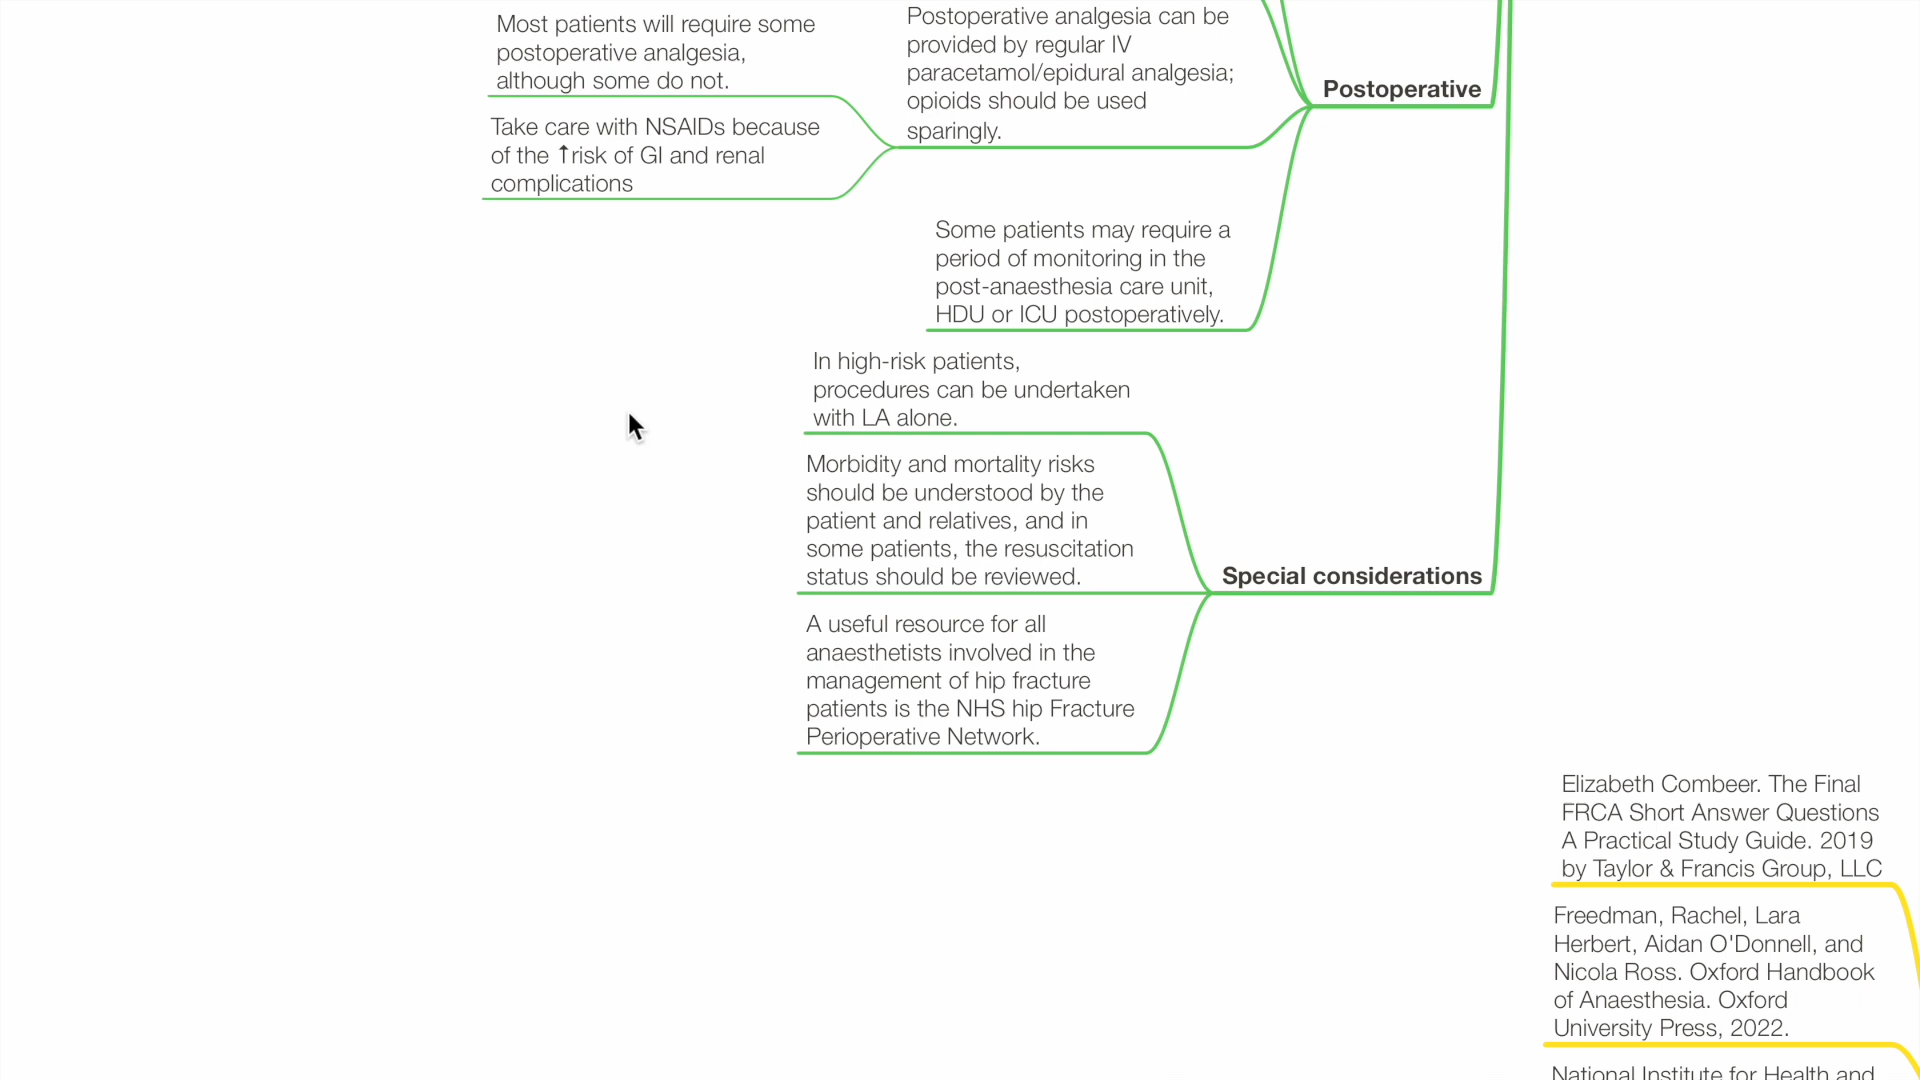 Most patients will require some
postoperative analgesia,
although some do not.
Take care with NSAIDs because
of the ↑risk of GI and renal
complications
Postoperative analgesia can be
provided by regular IV
paracetamol/epidural analgesia;
opioids should be used
sparingly.
Postoperative
Some patients may require a
period of monitoring in the
post-anaesthesia care unit,
HDU or ICU postoperatively.
In high-risk patients,
procedures can be undertaken
with LA alone.
Morbidity and mortality risks
should be understood by the
patient and relatives, and in
some patients, the resuscitation
status should be reviewed.
Special considerations
A useful resource for all
anaesthetists involved in the
management of hip fracture
patients is the NHS hip Fracture
Perioperative Network.
Elizabeth Combeer. The Final
FRCA Short Answer Questions
A Practical Study Guide. 2019
by Taylor & Francis Group, LLC
Freedman, Rachel, Lara
Herbert, Aidan O'Donnell, and
Nicola Ross. Oxford Handbook
of Anaesthesia. Oxford
University Press, 2022.
National Institute for Health and